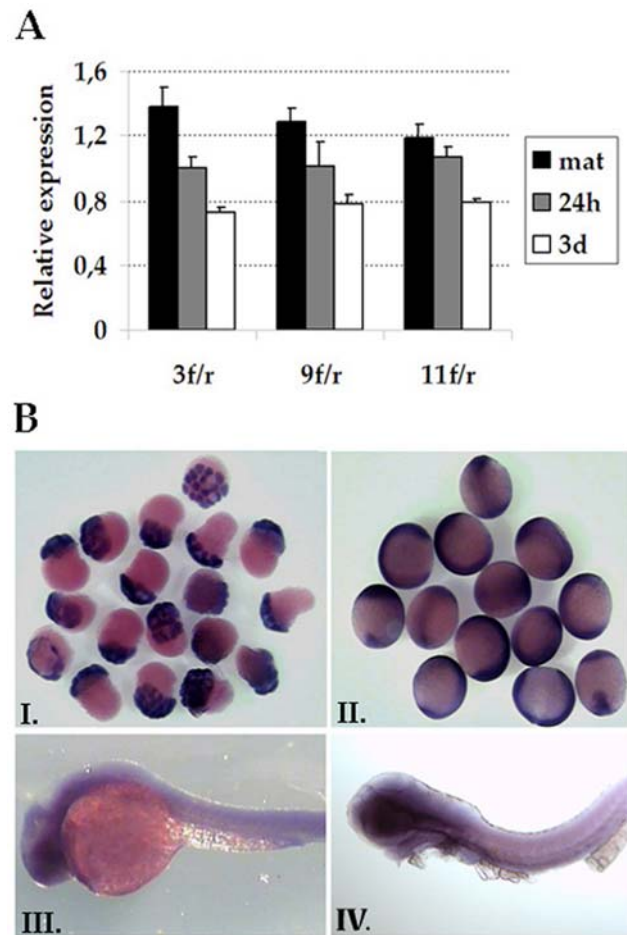 A
Relative expression
1,6
1,2
0,8
0,4
0
mat
24h
3d
3f/r
9f/r
11f/r
B
I.
II.
III.
IV.